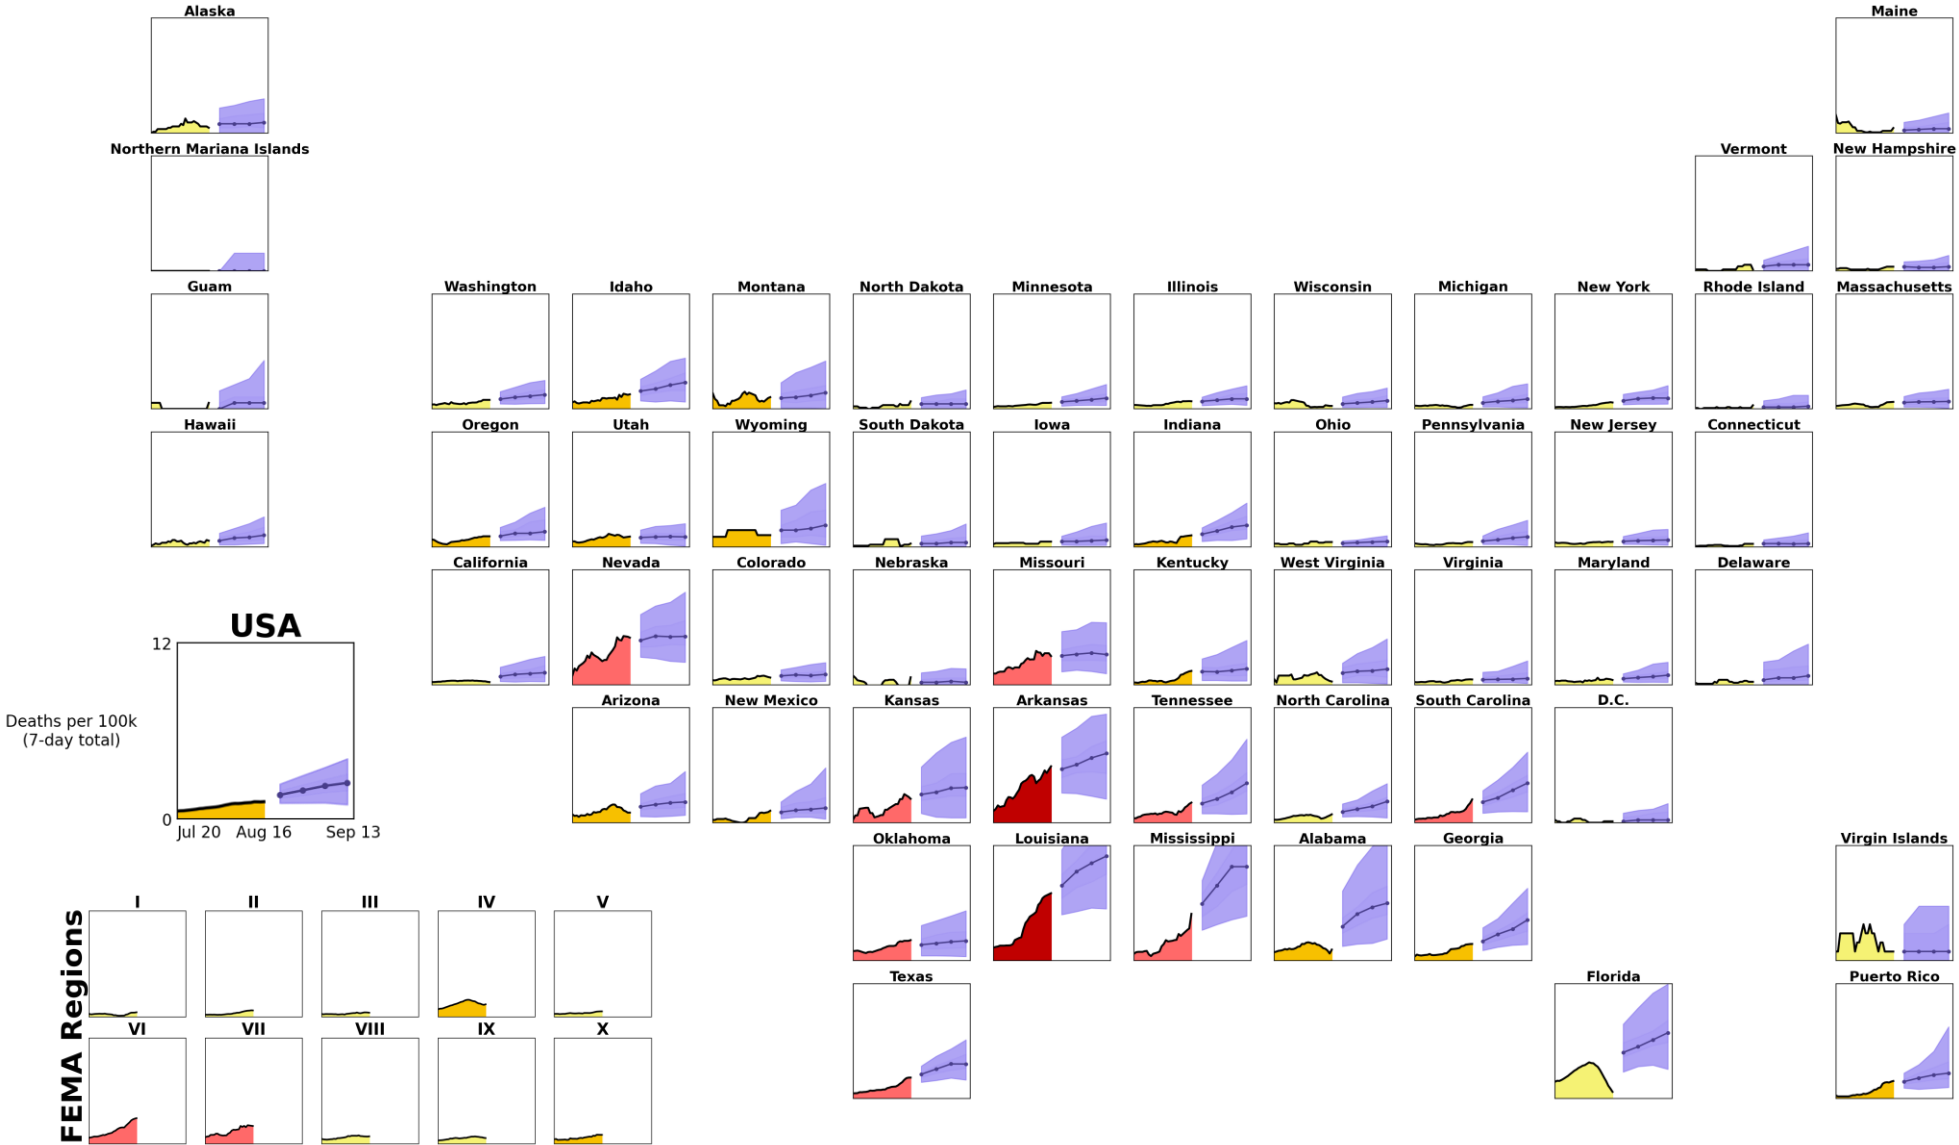 Alaska
Maine
Northern Mariana Islands
Vermont
New Hampshire
Guam
Washington
Idaho
Montana
North Dakota
Minnesota
Illinois
Wisconsin
Michigan
New York
Rhode Island
Massachusetts
Hawaii
Oregon
Utah
Wyoming
South Dakota
Iowa
Indiana
Ohio
Pennsylvania
New Jersey
Connecticut
California
Nevada
Colorado
Nebraska
Missouri
Kentucky
West Virginia
Virginia
Maryland
Delaware
USA
12
Deaths per 100k
(7-day total)
0
Jul 20
Aug 16
Sep 13
Arizona
New Mexico
Kansas
Arkansas
Tennessee
North Carolina
South Carolina
D.C.
Oklahoma
Louisiana
Mississippi
Alabama
Georgia
Virgin Islands
Texas
Florida
Puerto Rico
FEMA Regions
I
II
III
IV
V
VI
VII
VIII
IX
X